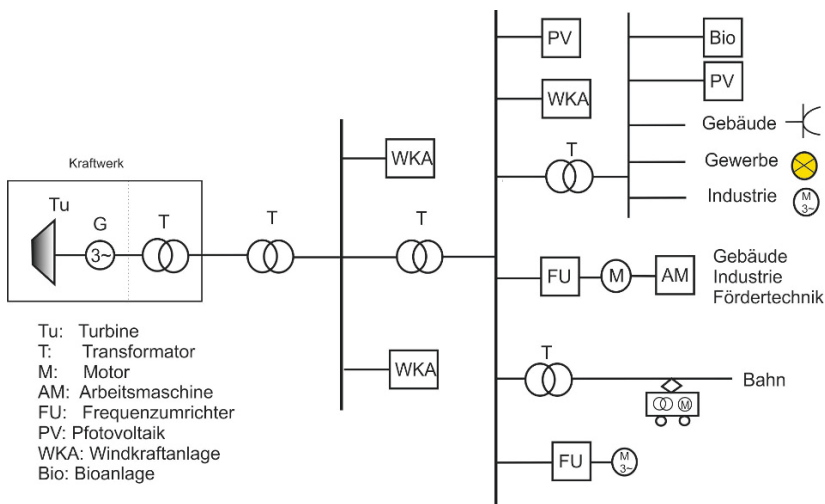 PV
Bio
PV
WKA
Gebäude
T
Gewerbe
Industrie
M
3~
WKA
Kraftwerk
Tu
G
T
T
T
3~
FU
M
AM
Gebäude
Industrie
Fördertechnik
WKA
T
Bahn
M
Tu: Turbine
T: Transformator
M: Motor
AM: Arbeitsmaschine
FU: Frequenzumrichter
PV: Pfotovoltaik
WKA: Windkraftanlage
Bio: Bioanlage
FU
M
3~